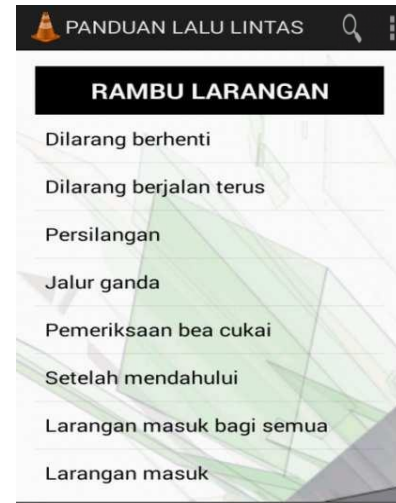 PANDUAN LALU LINTAS
RAMBU LARANGAN
Dilarang berhenti
Dilarang berjalan terus
Persilangan
Jalur ganda
Pemeriksaan bea cukai
Setelah mendahului
Larangan masuk bagi semua
Larangan masuk